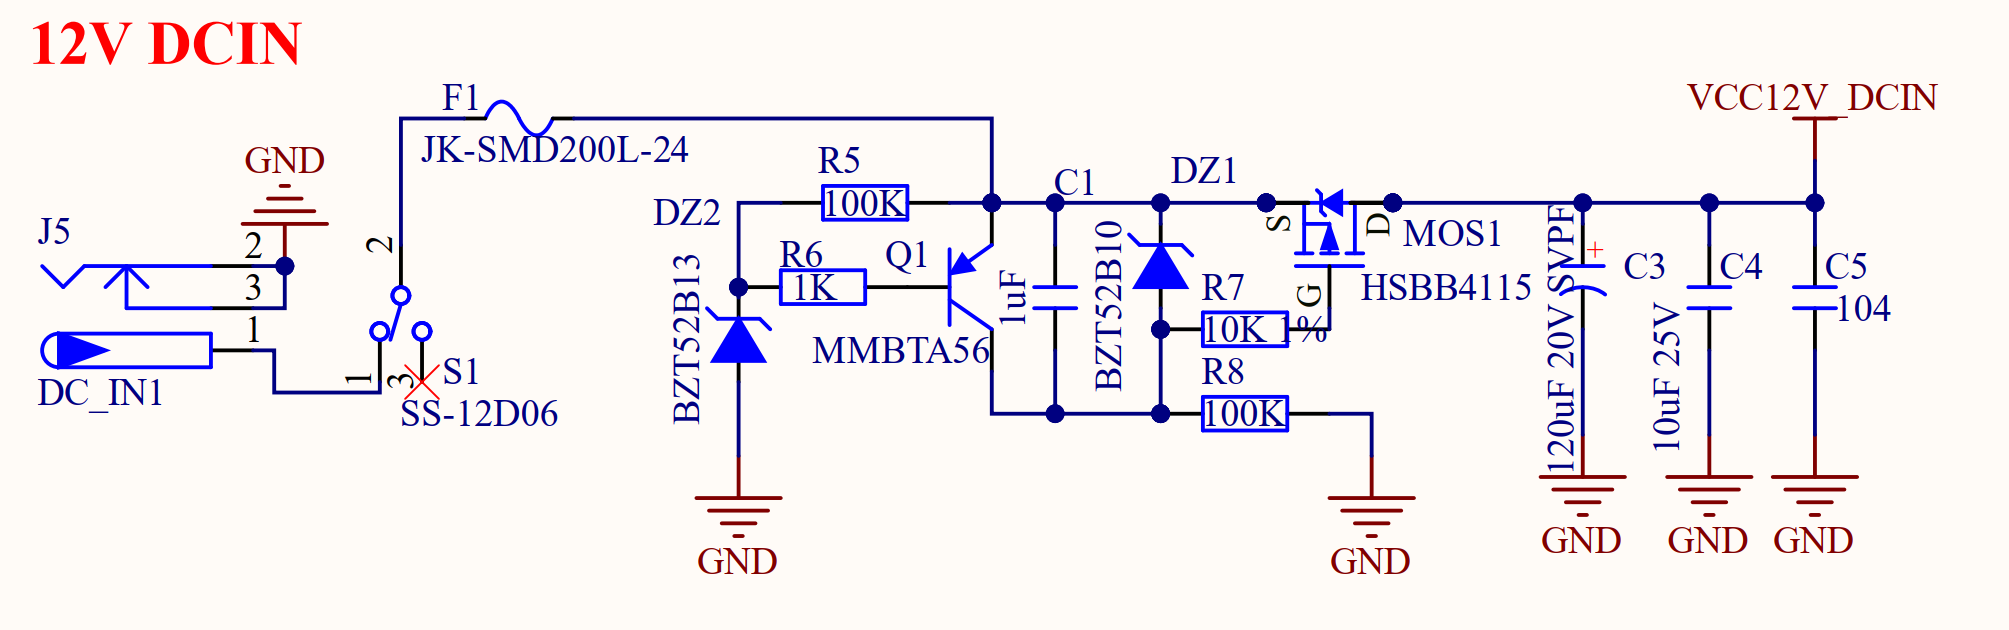 12V DCIN
F1
JK-SMD200L-24
GND
J5
2
3
1
DC_IN1
2
1
3
S1
SS-12D06
DZ2
BZT52B13
GND
R5
100K
R6
1K
Q1
MMBTA56
C1
1uF
DZ1
BZT52B10
R7
10K 1%
R8
100K
GND
S
D
G
MOS1
HSBB4115
VCC12V_DCIN
+
C3
120uF 20V SVPF
GND
C4
10uF 25V
GND
C5
104
GND